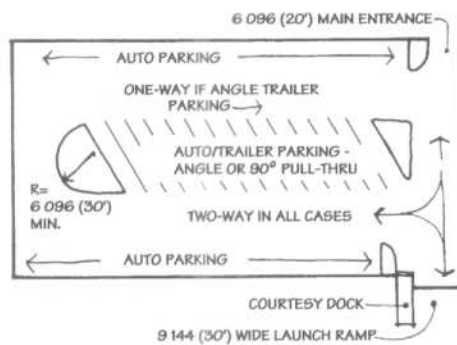 6 096 (20') MAIN ENTRANCE
AUTO PARKING
ONE-WAY IF ANGLE TRAILER
PARKING
AUTO/TRAILER PARKING -
ANGLE OR 90° PULL-THRU
R=
6 096 (30')
MIN.
TWO-WAY IN ALL CASES
AUTO PARKING
COURTESY DOCK
9 144 (30') WIDE LAUNCH RAMP